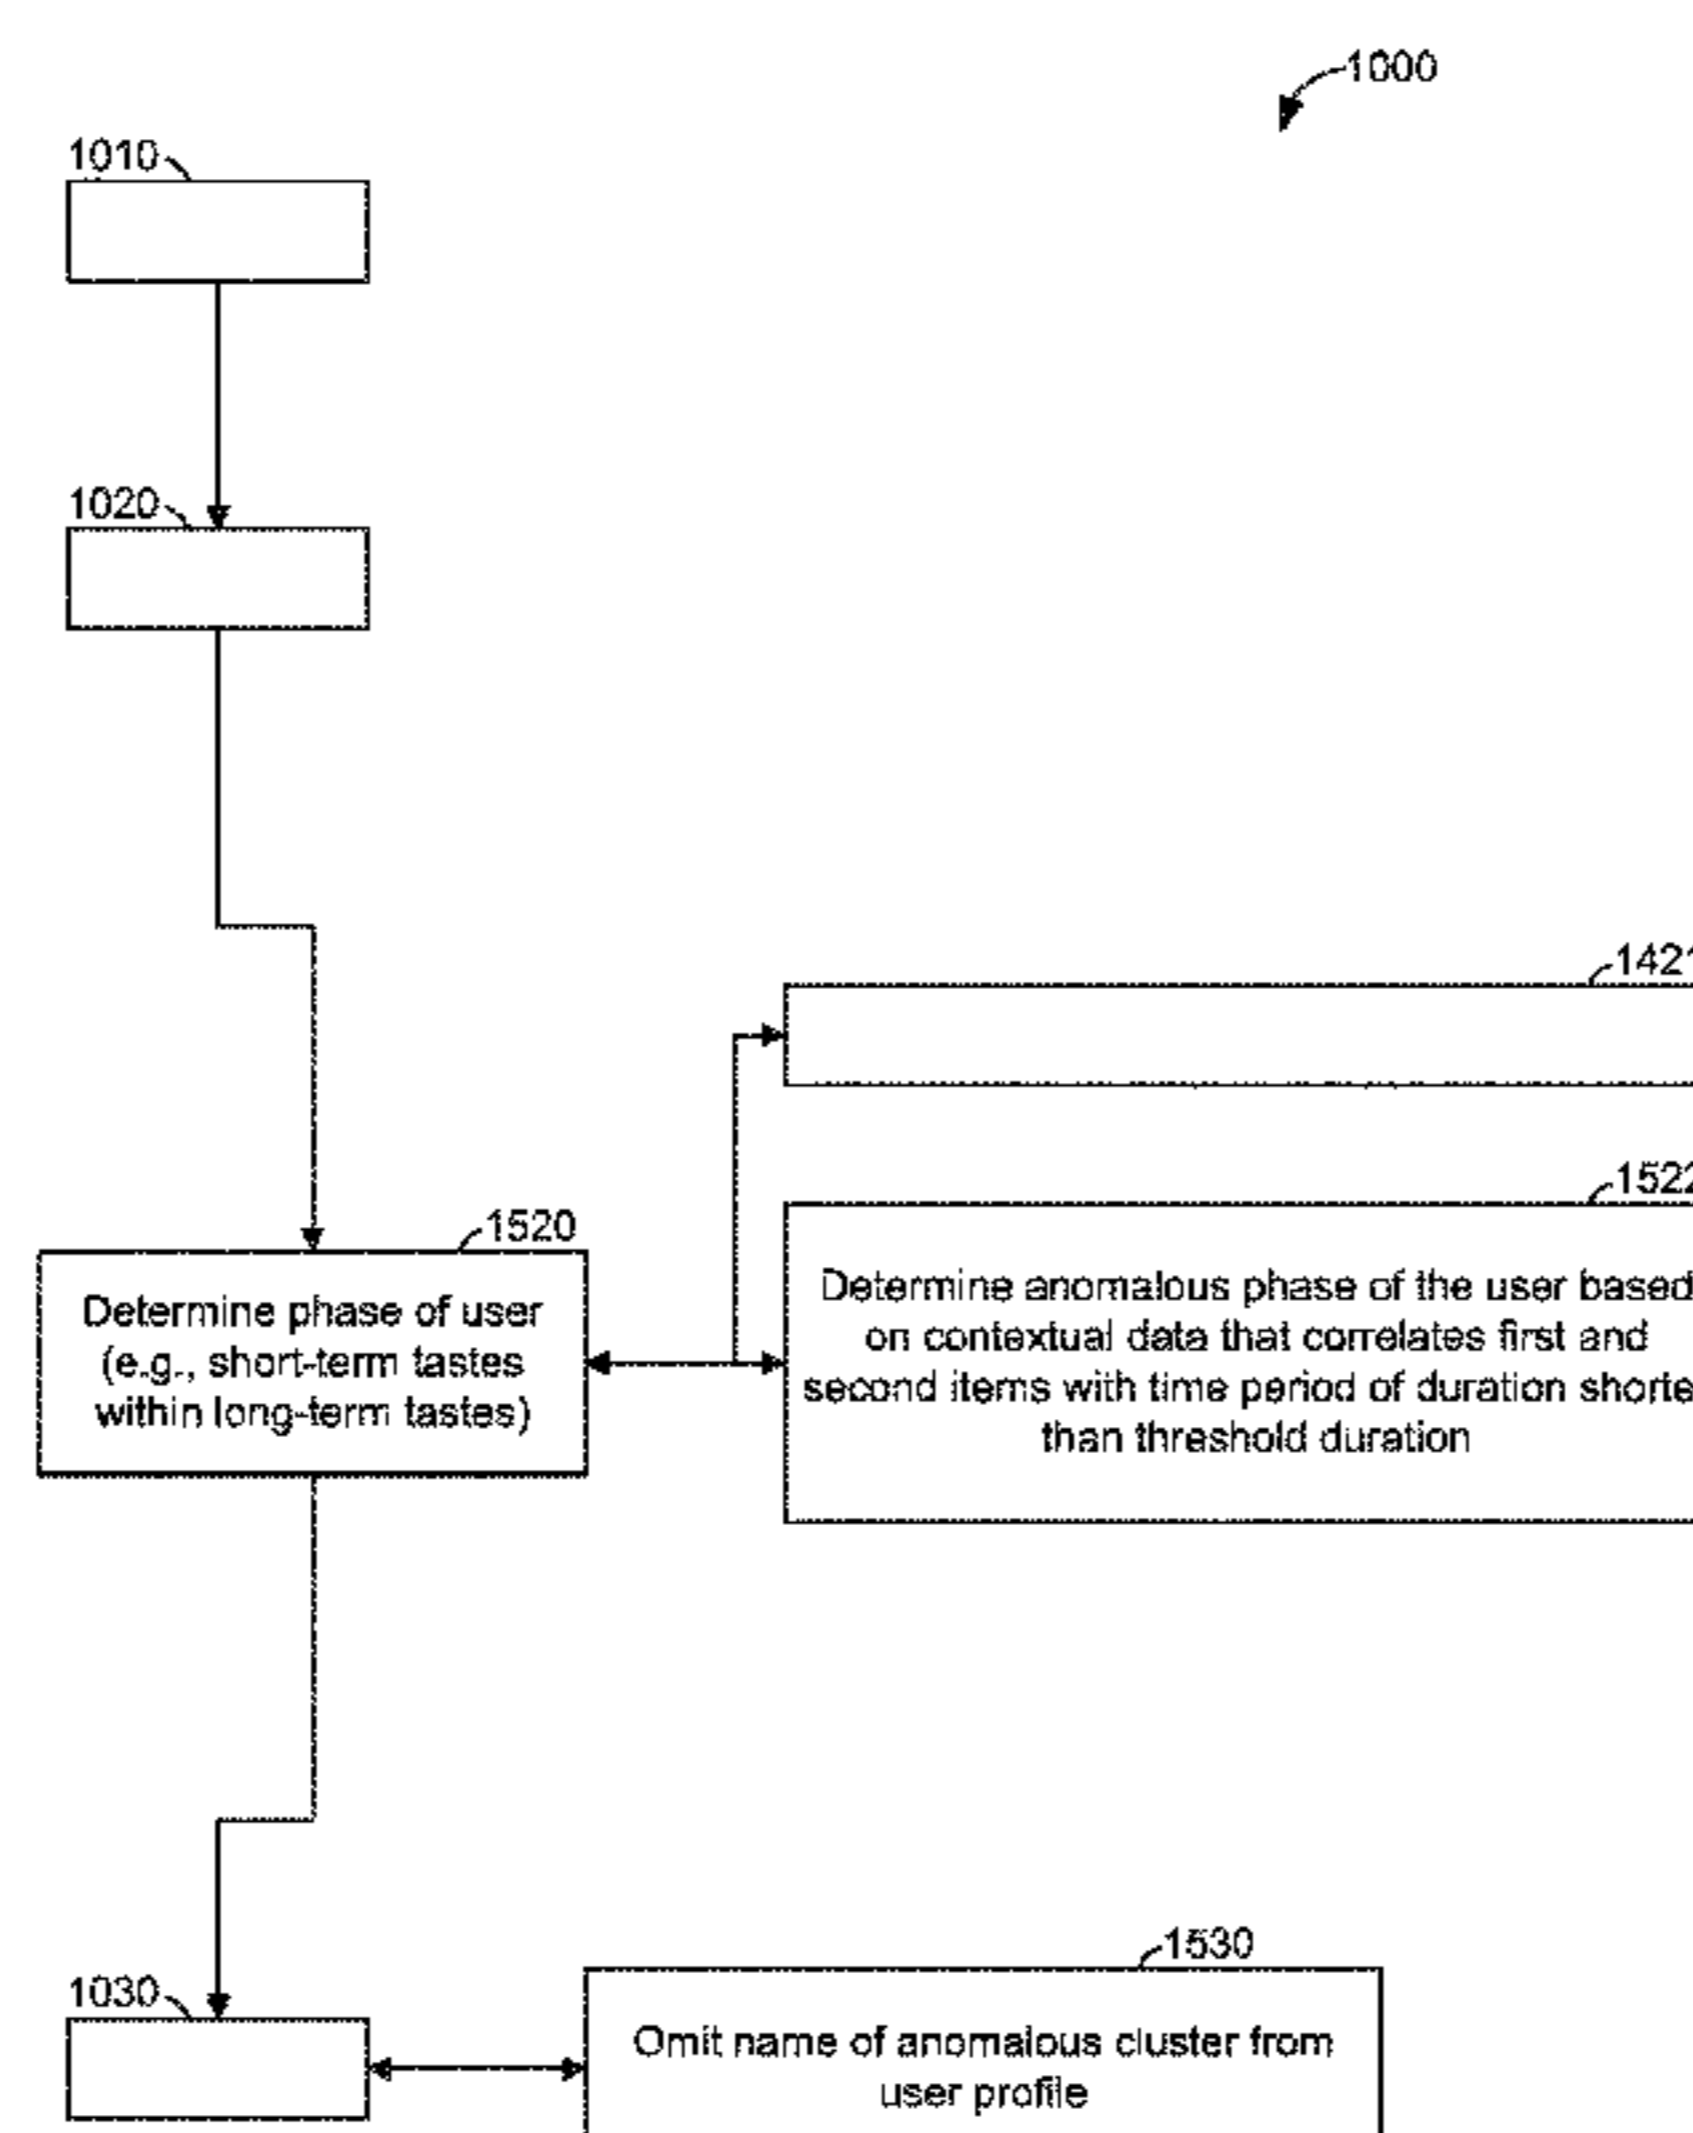 1000
1010
1020
1421
1522
1520
Determine phase of user
(e.g., short-term tastes
within long-term tastes)
Determine anomalous phase of the user based
on contextual data that correlates first and
second items with time period of duration shorte
than threshold duration
1530
1030
Omit name of anomalous cluster from
user profile